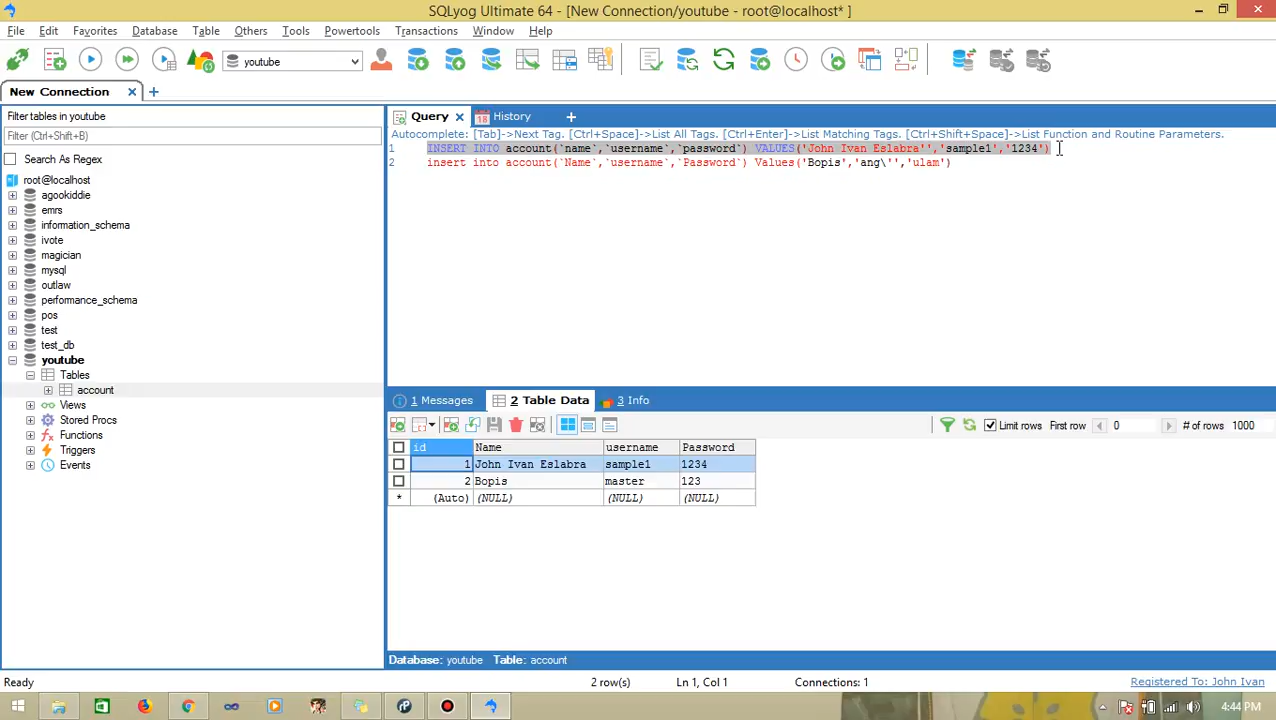 SQLyog Ultimate 64 - [New Connection/youtube - root@localhost* ]
File Edit Favorites Database Table Others Tools Powertools Transactions Window Help
youtube
New Connection
Filter tables in youtube
Filter (Ctrl+Shift+B)
Search As Regex
root@localhost
agookiddie
emrs
information_schema
ivote
magician
mysql
outlaw
performance_schema
pos
test
test_db
youtube
Tables
account
Views
Stored Procs
Functions
Triggers
Events
Query
18 History
Autocomplete: [Tab]->Next Tag. [Ctrl+Space]->List All Tags. [Ctrl+Enter]->List Matching Tags. [Ctrl+Shift+Space]->List Function and Routine Parameters.
1 INSERT INTO account(`name`,`username`,`password`) VALUES('John Ivan Eslabra'','sample1','1234')
2 insert into account(`Name`,`username`,`Password`) Values('Bopis','ang\'','ulam')
1 Messages 2 Table Data 3 Info
Limit rows First row 0 # of rows 1000
id Name username Password
1 John Ivan Eslabra sample1 1234
2 Bopis master 123
* (Auto) (NULL) (NULL) (NULL)
Database: youtube Table: account
Ready 2 row(s) Ln 1, Col 1 Connections: 1 Registered To: John Ivan
4:44 PM